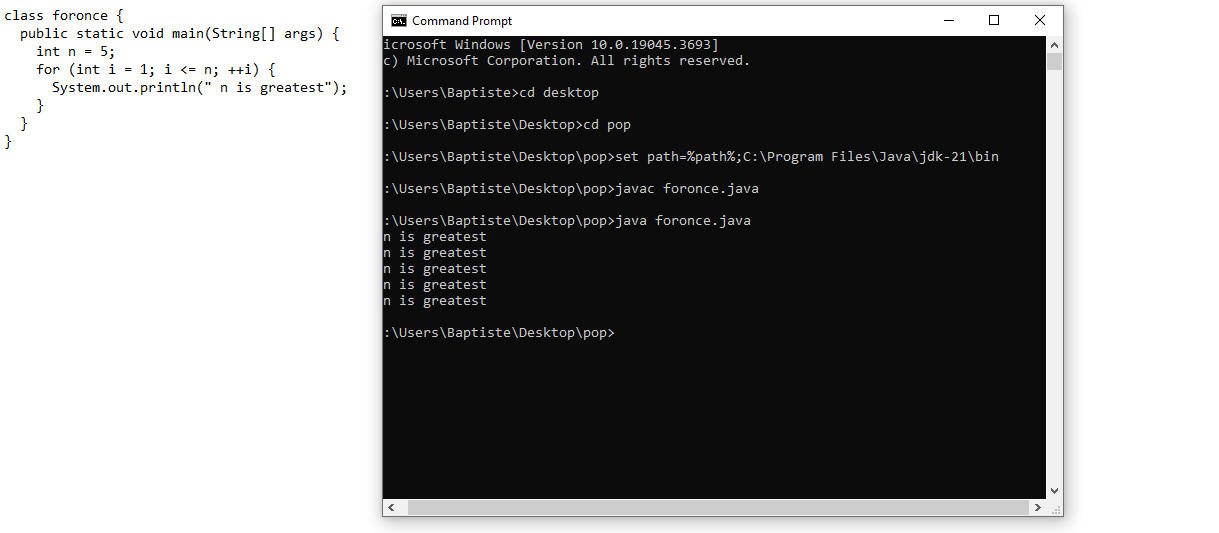 class foronce {
  public static void main(String[] args) {
    int n = 5;
    for (int i = 1; i <= n; ++i) {
      System.out.println(" n is greatest");
    }
  }
}
Command Prompt
icrosoft Windows [Version 10.0.19045.3693]
c) Microsoft Corporation. All rights reserved.
:\Users\Baptiste>cd desktop
:\Users\Baptiste\Desktop>cd pop
:\Users\Baptiste\Desktop\pop>set path=%path%;C:\Program Files\Java\jdk-21\bin
:\Users\Baptiste\Desktop\pop>javac foronce.java
:\Users\Baptiste\Desktop\pop>java foronce.java
n is greatest
n is greatest
n is greatest
n is greatest
n is greatest
:\Users\Baptiste\Desktop\pop>